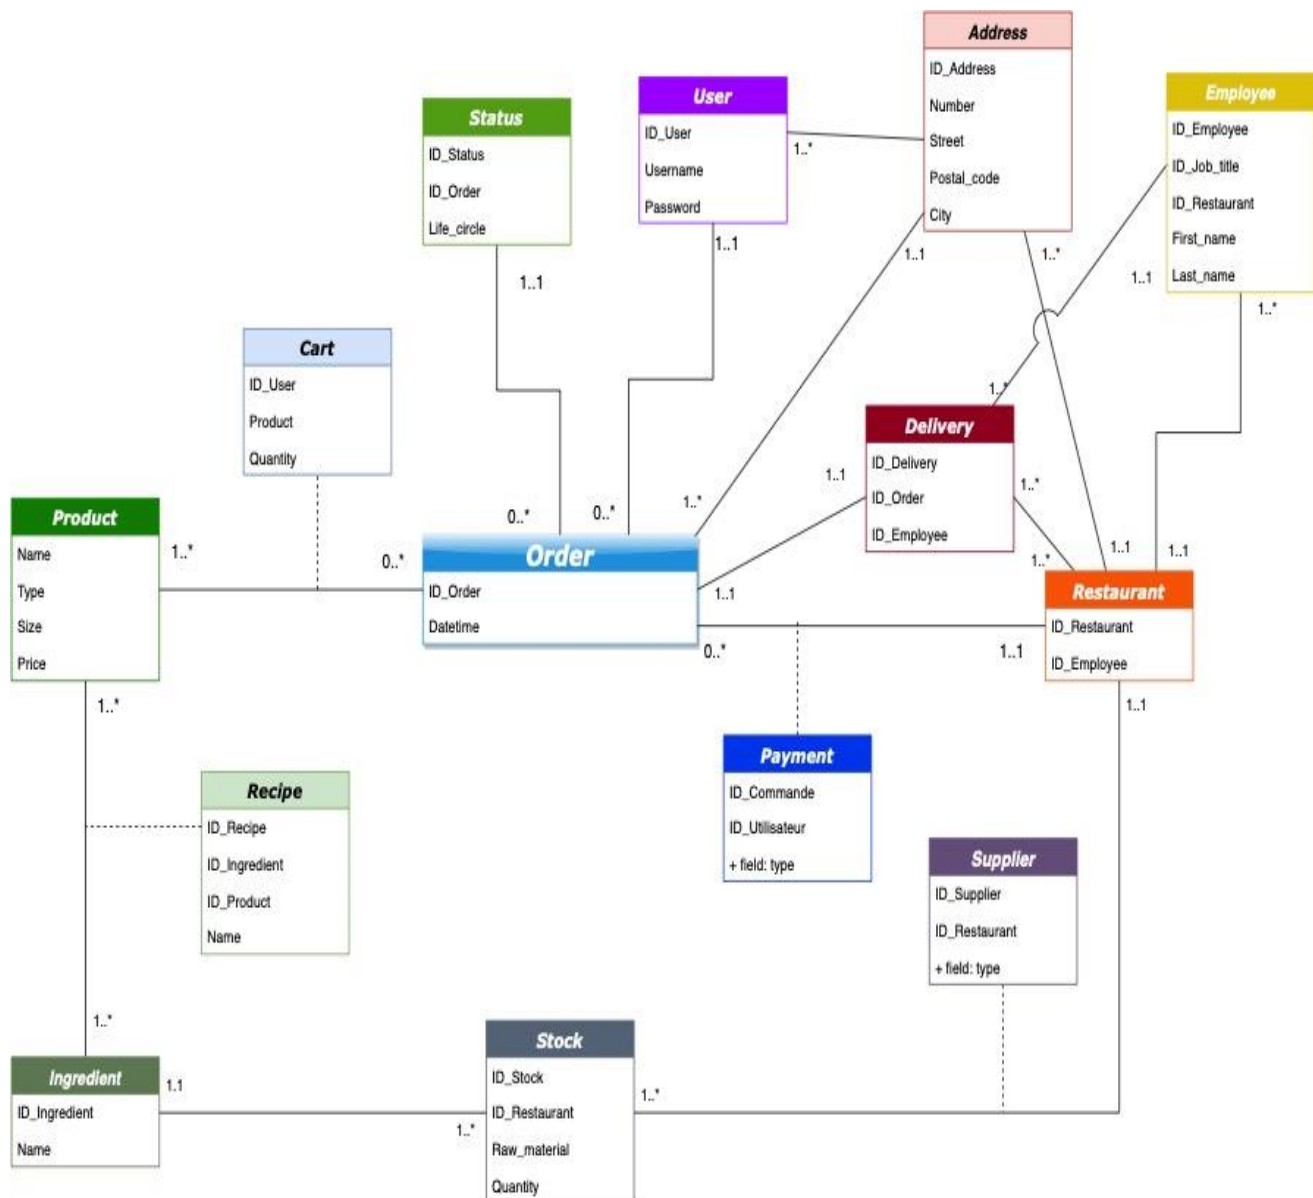 Address
ID_Address
Number
Street
Postal_code
City
Employee
ID_Employee
ID_Job_title
ID_Restaurant
First_name
Last_name
User
ID_User
Username
Password
Status
ID_Status
ID_Order
Life_circle
1..*
1..1
1..1
1..1
1..*
1..1
1..*
Cart
ID_User
Product
Quantity
1..*
Delivery
ID_Delivery
ID_Order
ID_Employee
1..1
1..*
Product
Name
Type
Size
Price
1..*
0..*
0..*
0..*
1..*
Order
ID_Order
Datetime
1..1
0..*
1..*
1..1
1..1
1..1
Restaurant
ID_Restaurant
ID_Employee
1..1
1..*
Payment
ID_Commande
ID_Utilisateur
+ field: type
Recipe
ID_Recipe
ID_Ingredient
ID_Product
Name
Supplier
ID_Supplier
ID_Restaurant
+ field: type
1..*
Ingredient
ID_Ingredient
Name
1.1
1..*
Stock
ID_Stock
ID_Restaurant
Raw_material
Quantity
1..*